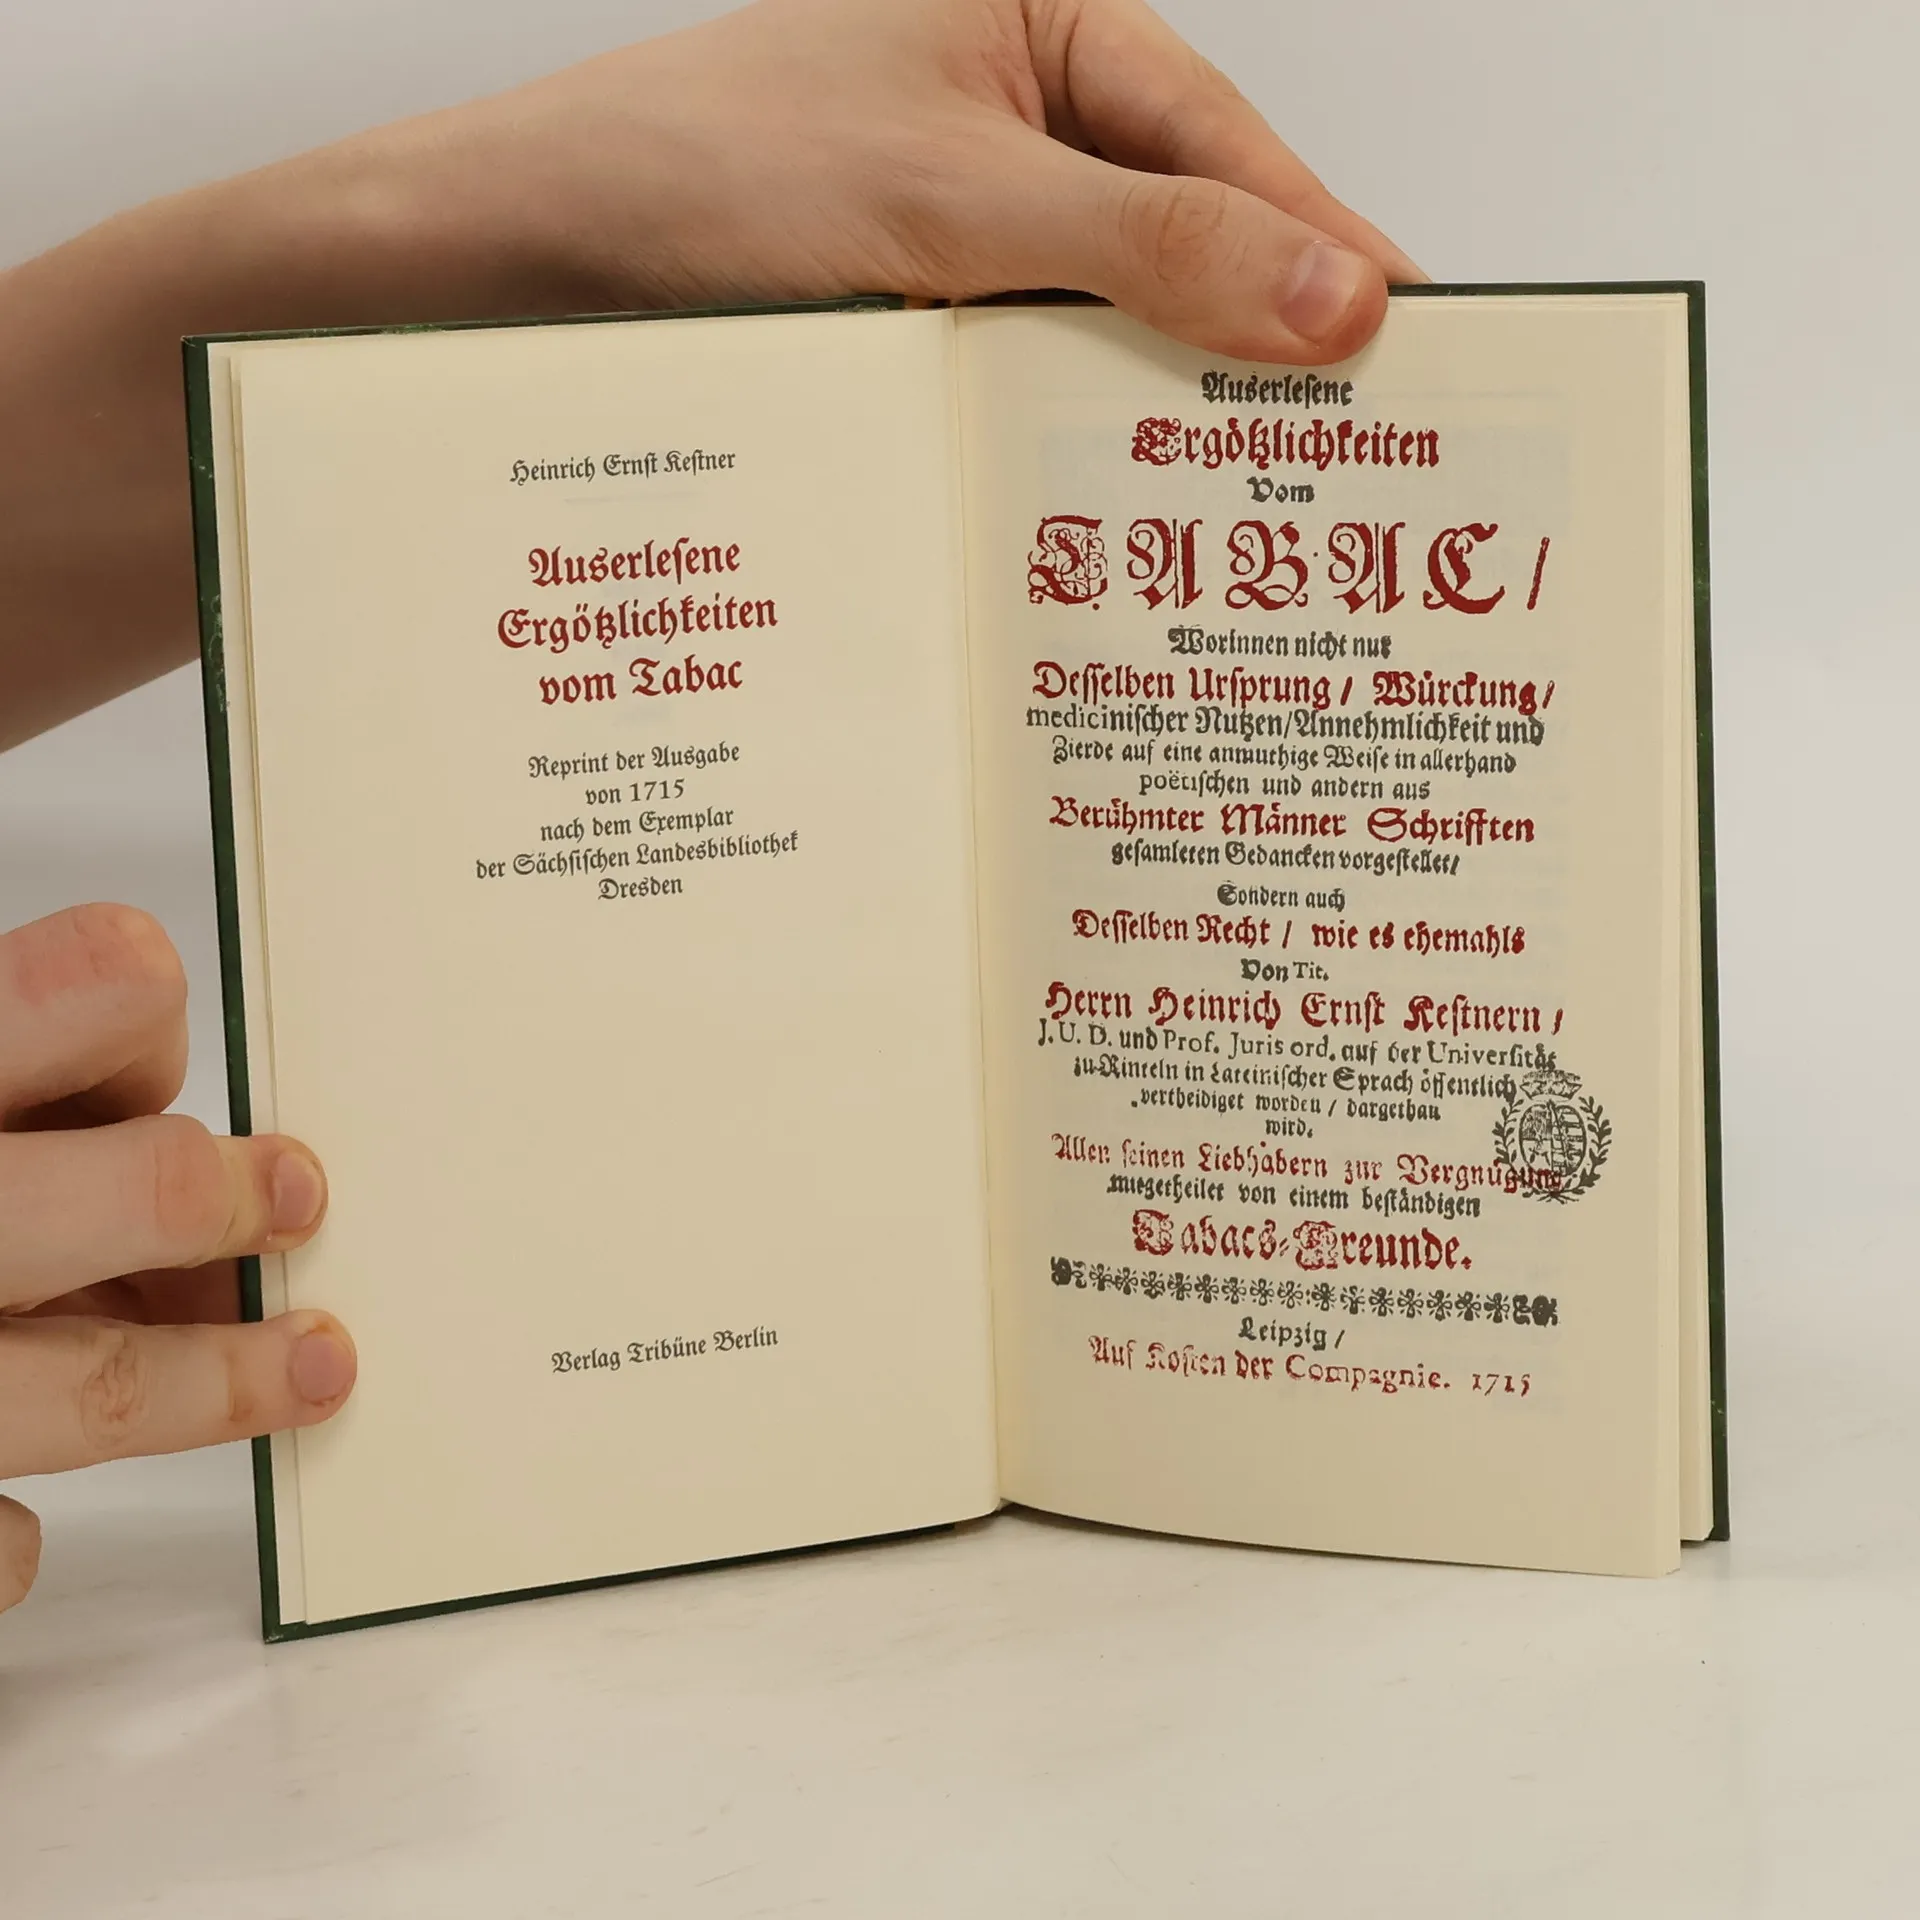 Heinrich Ernſt Keſtner
Auserleſene
Ergötzlichkeiten
vom Tabac
Reprint der Ausgabe
von 1715
nach dem Exemplar
der Sächſiſchen Landesbibliothek
Dresden
Verlag Tribüne Berlin
Auserleſene
Ergötzlichkeiten
Vom
TABAC/
Worinnen nicht nur
Deſſelben Urſprung/ Würckung/
mediciniſcher Nutzen/Annehmlichkeit und
Zierde auf eine anmuthige Weiſe in allerhand
poëtiſchen und andern aus
Berühmter Männer Schrifften
geſamleten Gedancken vorgeſtellet/
Sondern auch
Deſſelben Recht / wie es ehemahls
Von Tit.
Herrn Heinrich Ernſt Keſtnern /
J. U. D. und Prof. Juris ord. auf der Univerſität
zu Rinteln in Lateiniſcher Sprach öffentlich
vertheidiget worden / dargethan
wird.
Allen ſeinen Liebhabern zur Vergnügung
mitgetheilet von einem beſtändigen
Tabacs-Freunde.
Leipzig /
Auf Koſten der Compagnie. 1715